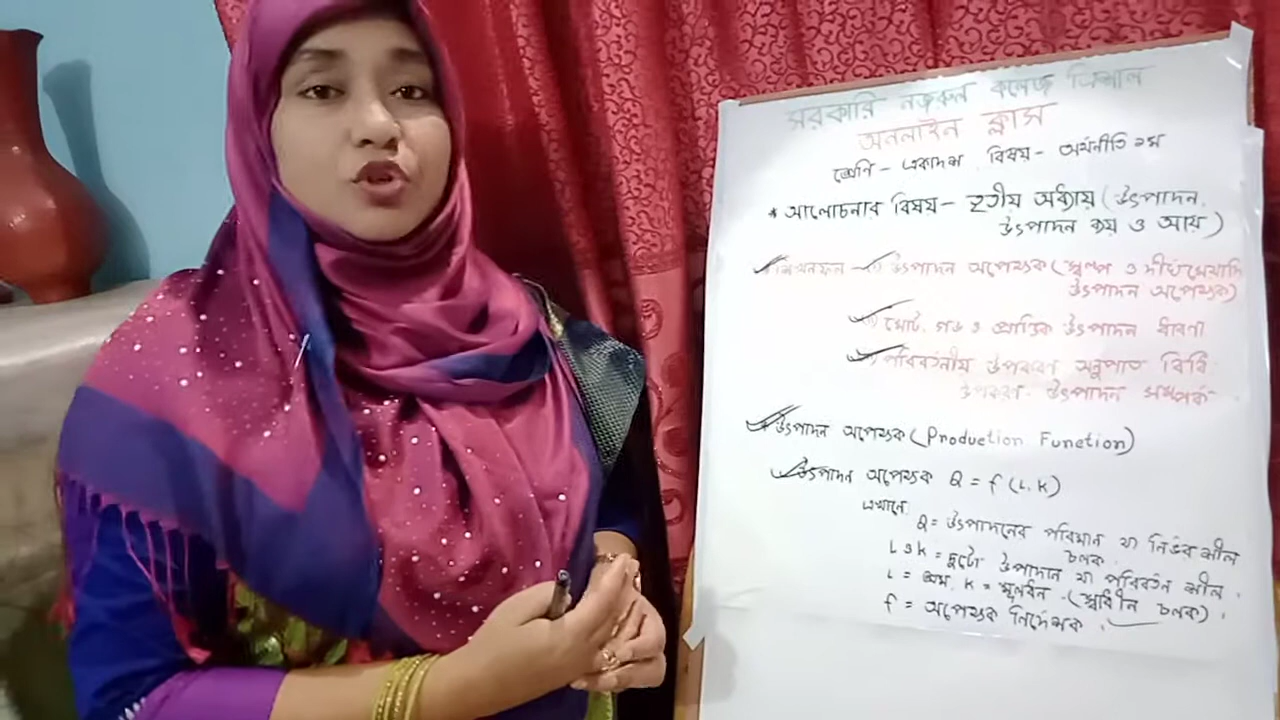 সরকারি নজরুল কলেজ ত্রিশাল
অনলাইন ক্লাস
শ্রেণি - একাদশ বিষয় - অর্থনীতি ১ম
* আলোচনার বিষয় - তৃতীয় অধ্যায় (উৎপাদন,
উৎপাদন ব্যয় ও আয়)
শিখনফল - উৎপাদন অপেক্ষক (স্বল্প ও দীর্ঘমেয়াদি
উৎপাদন অপেক্ষক)
মোট, গড় ও প্রান্তিক উৎপাদন ধারণা
পরিবর্তনীয় উপকরণ অনুপাত বিধি
উপকরণ - উৎপাদন সম্পর্ক
* উৎপাদন অপেক্ষক (Production Function)
উৎপাদন অপেক্ষক Q = f (L, K)
এখানে,
Q = উৎপাদনের পরিমান যা নির্ভরশীল
চলক
L ও K = দুটো উপাদান যা পরিবর্তনশীল
L = শ্রম, K = মূলধন (স্বাধীন চলক)
f = অপেক্ষক নির্দেশক